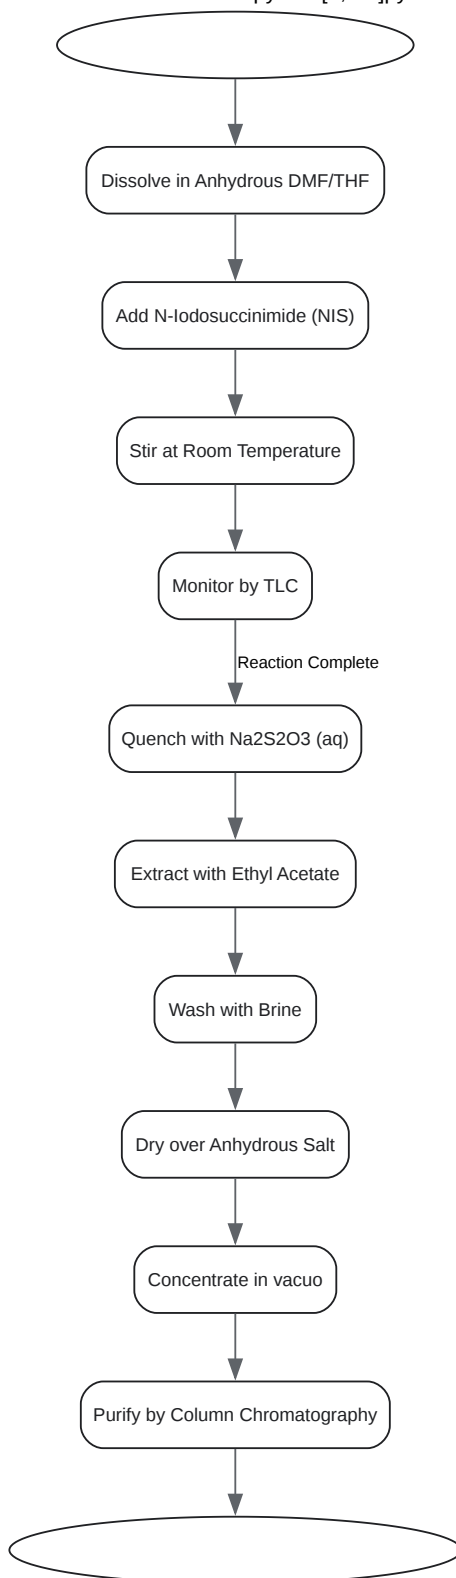 Dissolve in Anhydrous DMF/THF
Add N-Iodosuccinimide (NIS)
Stir at Room Temperature
Monitor by TLC
Reaction Complete
Quench with Na2S2O3 (aq)
Extract with Ethyl Acetate
Wash with Brine
Dry over Anhydrous Salt
Concentrate in vacuo
Purify by Column Chromatography